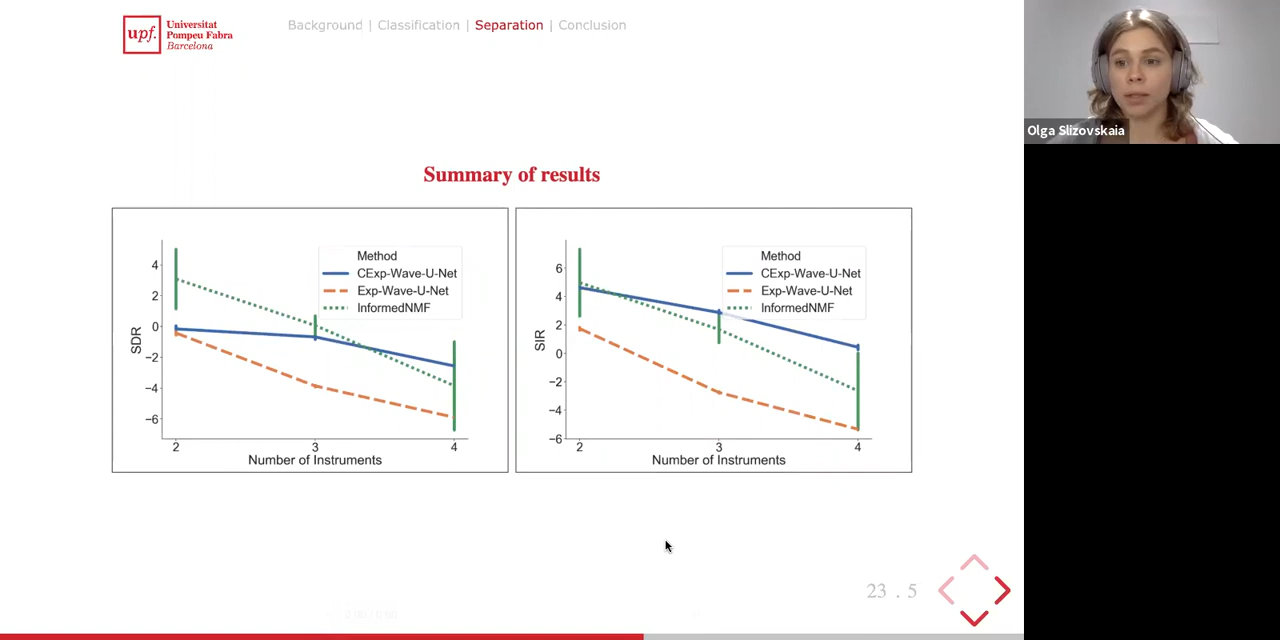 upf.
Universitat
Pompeu Fabra
Barcelona
Background | Classification | Separation | Conclusion
Olga Slizovskaia
Summary of results
SDR
4
2
0
−2
−4
−6
2
3
4
Number of Instruments
Method
CExp-Wave-U-Net
Exp-Wave-U-Net
InformedNMF
SIR
6
4
2
0
−2
−4
−6
2
3
4
Number of Instruments
Method
CExp-Wave-U-Net
Exp-Wave-U-Net
InformedNMF
23 . 5